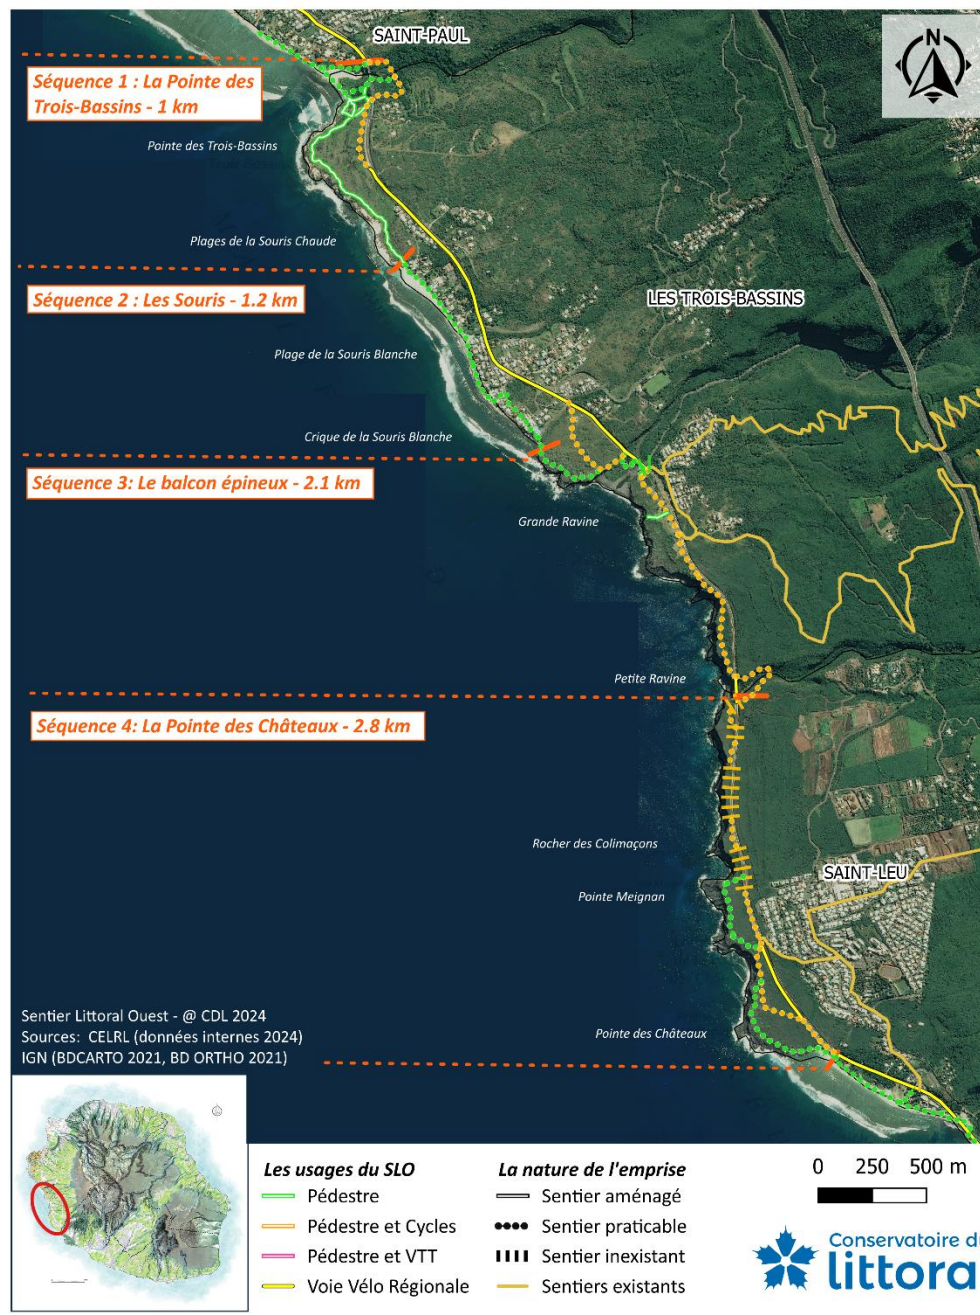 SAINT-PAUL
N
Séquence 1 : La Pointe des
Trois-Bassins - 1 km
Pointe des Trois-Bassins
Plages de la Souris Chaude
Séquence 2 : Les Souris - 1.2 km
LES TROIS-BASSINS
Plage de la Souris Blanche
Crique de la Souris Blanche
Séquence 3: Le balcon épineux - 2.1 km
Grande Ravine
Petite Ravine
Séquence 4: La Pointe des Châteaux - 2.8 km
Rocher des Colimaçons
SAINT-LEU
Pointe Meignan
Sentier Littoral Ouest - @ CDL 2024
Sources: CELRL (données internes 2024)
IGN (BDCARTO 2021, BD ORTHO 2021)
Pointe des Châteaux
Les usages du SLO
Pédestre
Pédestre et Cycles
Pédestre et VTT
Voie Vélo Régionale
La nature de l'emprise
Sentier aménagé
Sentier praticable
Sentier inexistant
Sentiers existants
0 250 500 m
Conservatoire du
littora